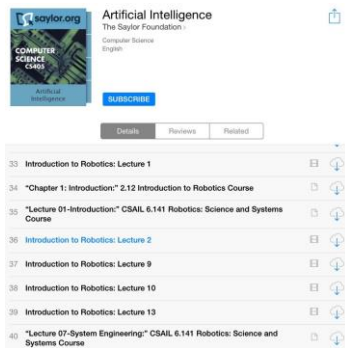 Artificial Intelligence
The Saylor Foundation ›
Computer Science
English
saylor.org
COMPUTER
SCIENCE
CS405
Artificial
Intelligence
SUBSCRIBE
Details Reviews Related
33 Introduction to Robotics: Lecture 1
34 "Chapter 1: Introduction:" 2.12 Introduction to Robotics Course
35 "Lecture 01-Introduction:" CSAIL 6.141 Robotics: Science and Systems
Course
36 Introduction to Robotics: Lecture 2
37 Introduction to Robotics: Lecture 9
38 Introduction to Robotics: Lecture 10
39 Introduction to Robotics: Lecture 13
40 "Lecture 07-System Engineering:" CSAIL 6.141 Robotics: Science and
Systems Course